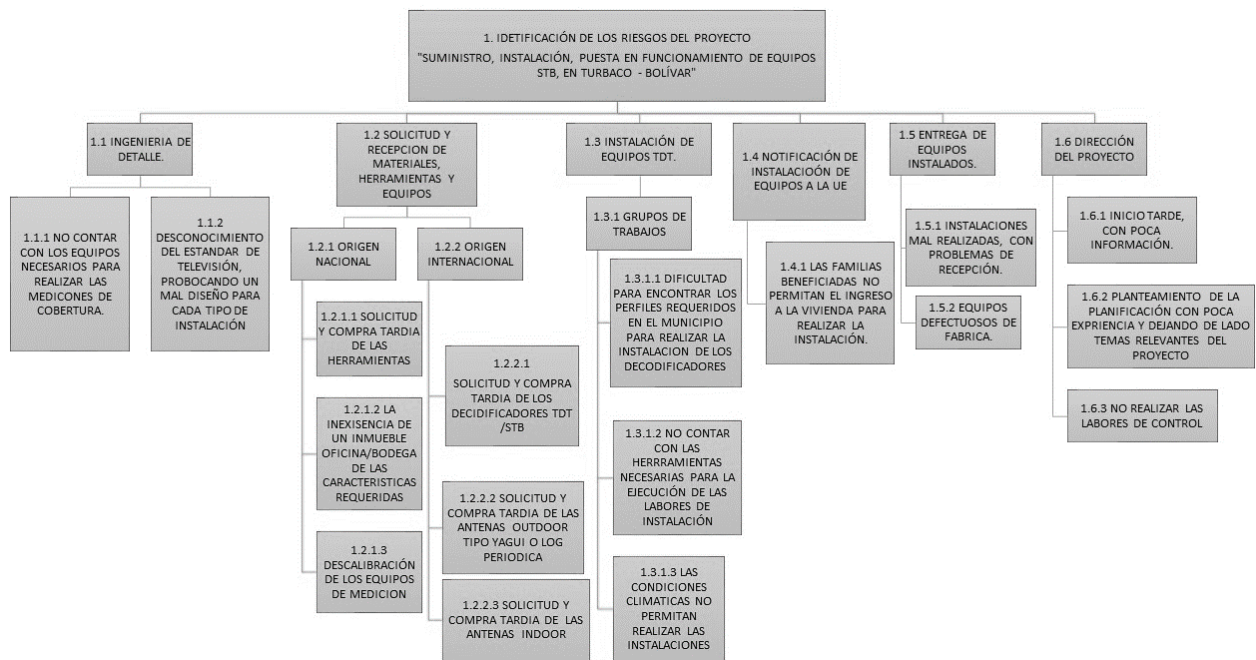 1. IDETIFICACIÓN DE LOS RIESGOS DEL PROYECTO
"SUMINISTRO, INSTALACIÓN, PUESTA EN FUNCIONAMIENTO DE EQUIPOS
STB, EN TURBACO - BOLÍVAR"
1.1 INGENIERIA DE
DETALLE.
1.1.1 NO CONTAR
CON LOS EQUIPOS
NECESARIOS PARA
REALIZAR LAS
MEDICONES DE
COBERTURA.
1.1.2
DESCONOCIMIENTO
DEL ESTANDAR DE
TELEVISIÓN,
PROBOCANDO UN
MAL DISEÑO PARA
CADA TIPO DE
INSTALACIÓN
1.2 SOLICITUD Y
RECEPCION DE
MATERIALES,
HERRAMIENTAS Y
EQUIPOS
1.2.1 ORIGEN
NACIONAL
1.2.1.1 SOLICITUD
Y COMPRA TARDIA
DE LAS
HERRAMIENTAS
1.2.1.2 LA
INEXISENCIA DE
UN INMUEBLE
OFICINA/BODEGA
DE LAS
CARACTERISTICAS
REQUERIDAS
1.2.1.3
DESCALIBRACIÓN
DE LOS EQUIPOS
DE MEDICION
1.2.2 ORIGEN
INTERNACIONAL
1.2.2.1
SOLICITUD Y COMPRA
TARDIA DE LOS
DECIDIFICADORES TDT
/STB
1.2.2.2 SOLICITUD Y
COMPRA TARDIA DE LAS
ANTENAS OUTDOOR
TIPO YAGUI O LOG
PERIODICA
1.2.2.3 SOLICITUD Y
COMPRA TARDIA DE LAS
ANTENAS INDOOR
1.3 INSTALACIÓN DE
EQUIPOS TDT.
1.3.1 GRUPOS DE
TRABAJOS
1.3.1.1 DIFICULTAD
PARA ENCONTRAR LOS
PERFILES REQUERIDOS
EN EL MUNICIPIO
PARA REALIZAR LA
INSTALACION DE LOS
DECODIFICADORES
1.3.1.2 NO CONTAR
CON LAS
HERRRAMIENTAS
NECESARIAS PARA LA
EJECUCIÓN DE LAS
LABORES DE
INSTALACIÓN
1.3.1.3 LAS
CONDICIONES
CLIMATICAS NO
PERMITAN
REALIZAR LAS
INSTALACIONES
1.4 NOTIFICACIÓN DE
INSTALACIOÓN DE
EQUIPOS A LA UE
1.4.1 LAS FAMILIAS
BENEFICIADAS NO
PERMITAN EL INGRESO
A LA VIVIENDA PARA
REALIZAR LA
INSTALACIÓN.
1.5 ENTREGA DE
EQUIPOS
INSTALADOS.
1.5.1 INSTALACIONES
MAL REALIZADAS, CON
PROBLEMAS DE
RECEPCIÓN.
1.5.2 EQUIPOS
DEFECTUOSOS DE
FABRICA.
1.6 DIRECCIÓN
DEL PROYECTO
1.6.1 INICIO TARDE,
CON POCA
INFORMACIÓN.
1.6.2 PLANTEAMIENTO DE LA
PLANIFICACIÓN CON POCA
EXPRIENCIA Y DEJANDO DE LADO
TEMAS RELEVANTES DEL
PROYECTO
1.6.3 NO REALIZAR LAS
LABORES DE CONTROL